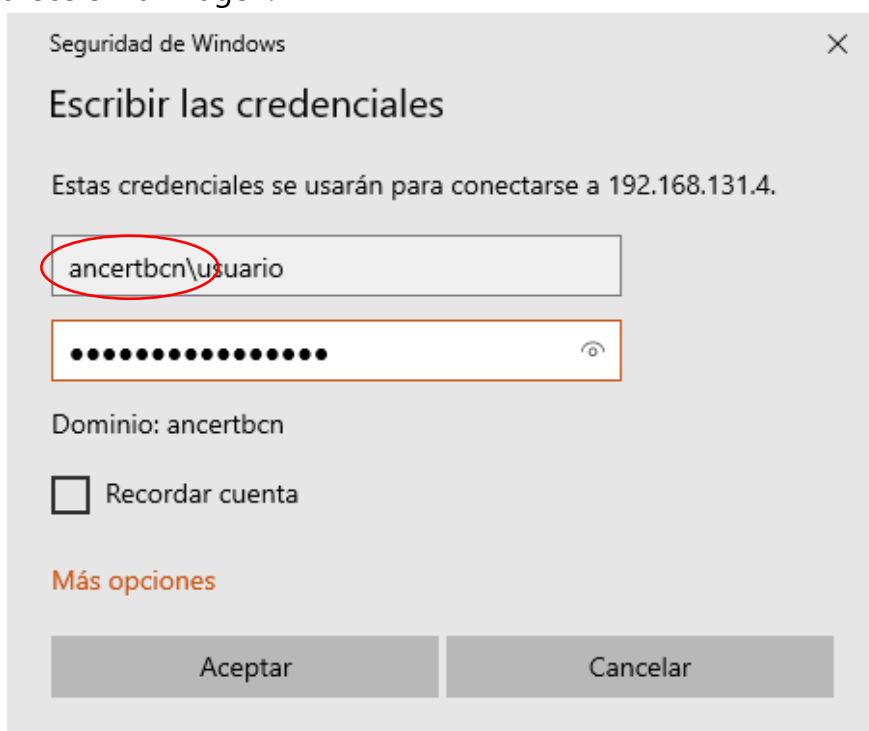 Seguridad de Windows
Escribir las credenciales
Estas credenciales se usarán para conectarse a 192.168.131.4.
ancertbcn\usuario
••••••••••••••••
Dominio: ancertbcn
Recordar cuenta
Más opciones
Aceptar
Cancelar